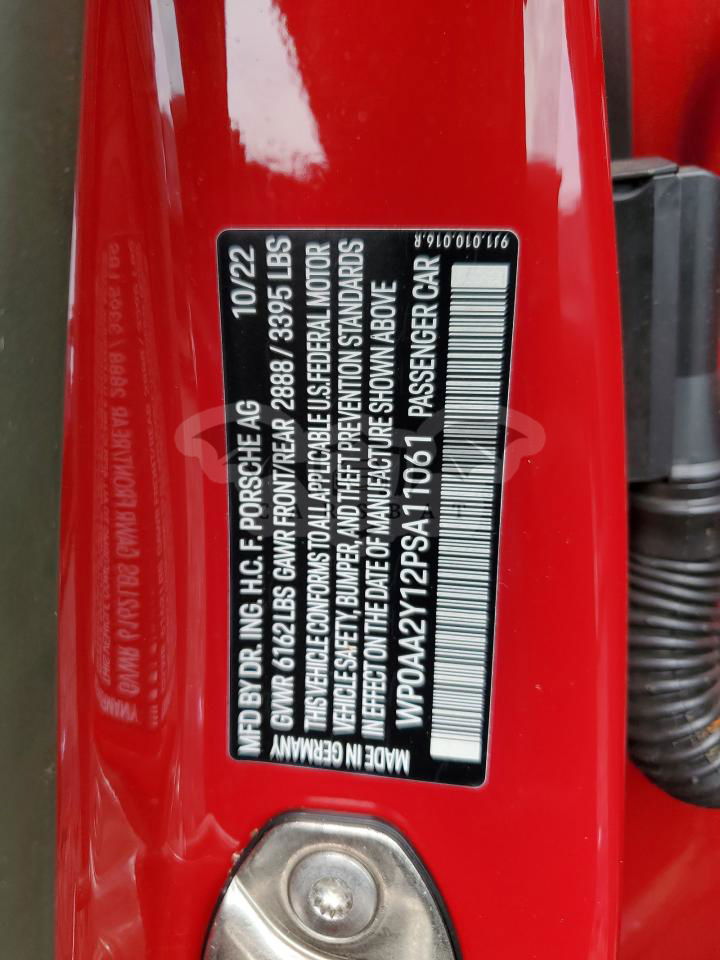 MFD BY DR. ING. H.C. F. PORSCHE AG 10/22
GVWR 6162 LBS GAWR FRONT/REAR 2888 / 3395 LBS
THIS VEHICLE CONFORMS TO ALL APPLICABLE U.S. FEDERAL MOTOR
VEHICLE SAFETY, BUMPER, AND THEFT PREVENTION STANDARDS
IN EFFECT ON THE DATE OF MANUFACTURE SHOWN ABOVE
MADE IN GERMANY WP0AA2Y12PSA11061 PASSENGER CAR
9J1.010.016.R